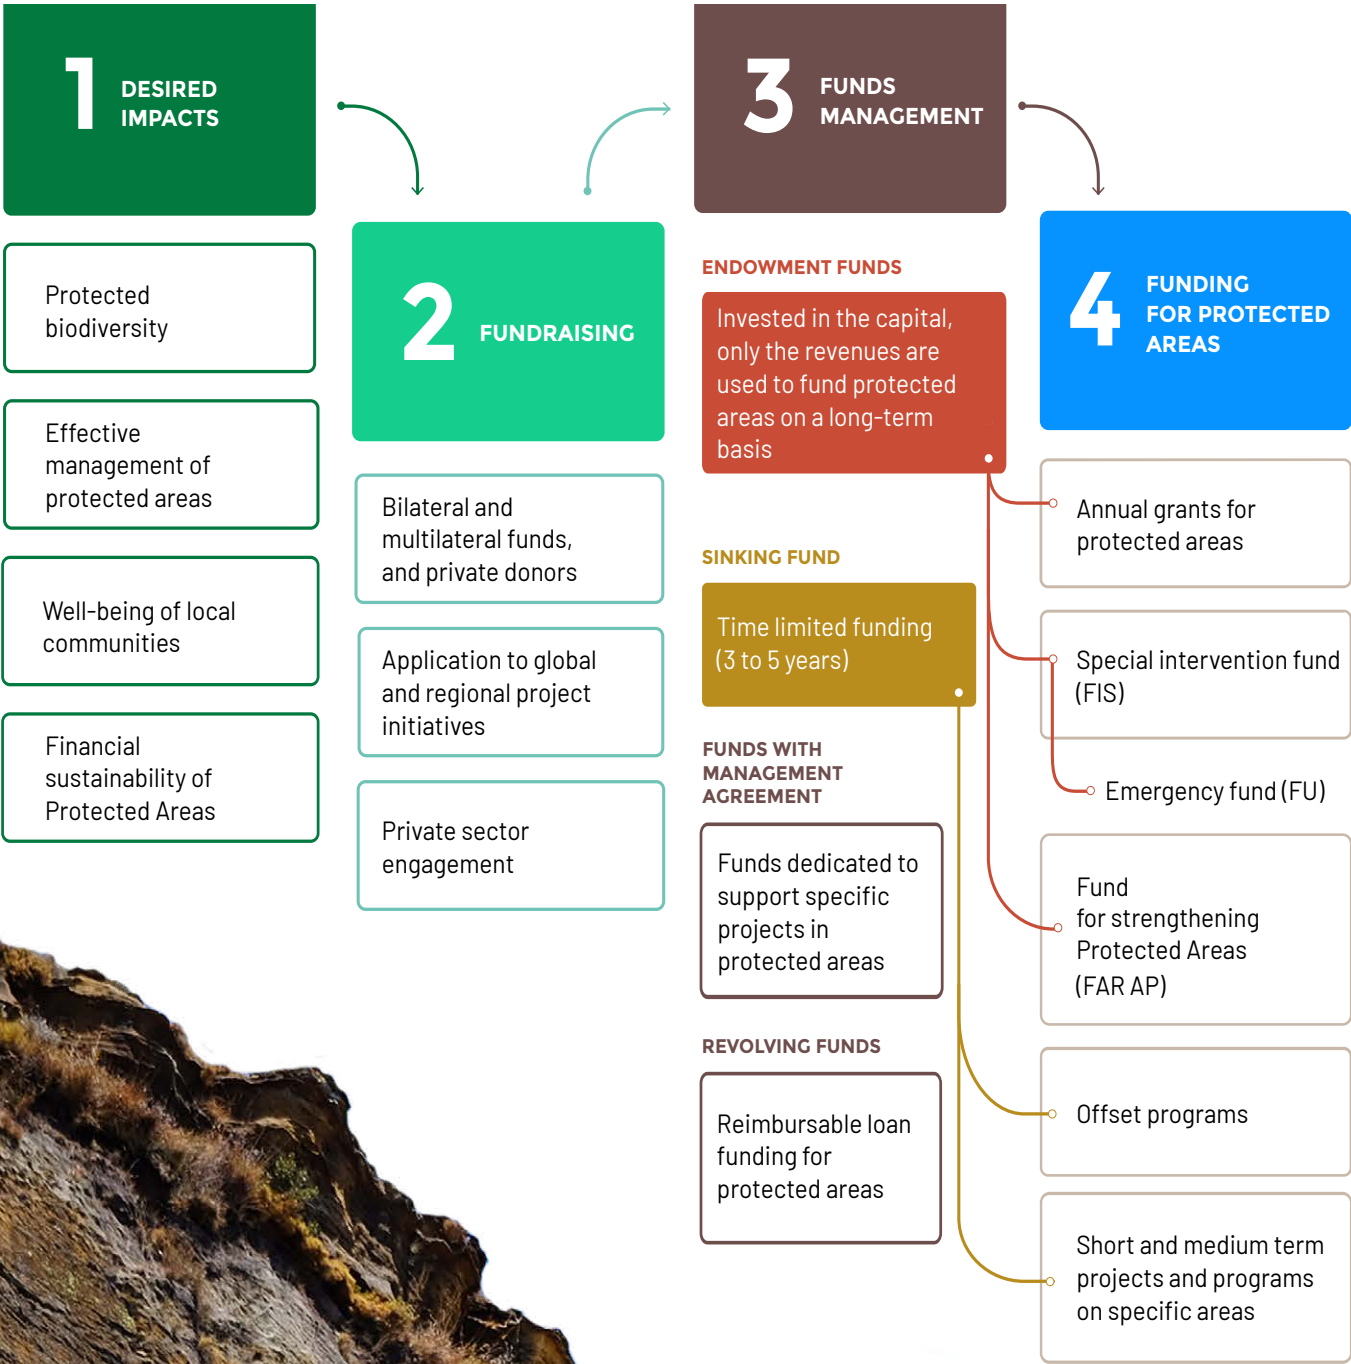 1
DESIRED
IMPACTS
Protected
biodiversity
Effective
management of
protected areas
Well-being of local
communities
Financial
sustainability of
Protected Areas
2
FUNDRAISING
Bilateral and
multilateral funds,
and private donors
Application to global
and regional project
initiatives
Private sector
engagement
3
FUNDS
MANAGEMENT
ENDOWMENT FUNDS
Invested in the capital,
only the revenues are
used to fund protected
areas on a long-term
basis
SINKING FUND
Time limited funding
(3 to 5 years)
FUNDS WITH
MANAGEMENT
AGREEMENT
Funds dedicated to
support specific
projects in
protected areas
REVOLVING FUNDS
Reimbursable loan
funding for
protected areas
4
FUNDING
FOR PROTECTED
AREAS
Annual grants for
protected areas
Special intervention fund
(FIS)
Emergency fund (FU)
Fund
for strengthening
Protected Areas
(FAR AP)
Offset programs
Short and medium term
projects and programs
on specific areas